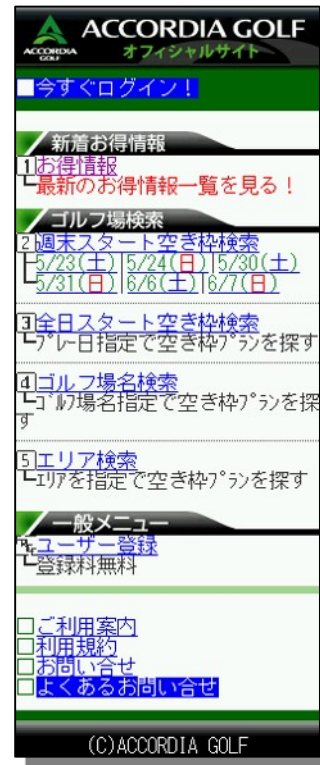 ACCORDIA GOLF
ACCORDIA
GOLF
オフィシャルサイト
■今すぐログイン!
新着お得情報
1お得情報
┗最新のお得情報一覧を見る!
ゴルフ場検索
2週末スタート空き枠検索
5/23(土)|5/24(日)|5/30(土)
5/31(日)|6/6(土)|6/7(日)
3全日スタート空き枠検索
┗プレー日指定で空き枠プランを探す
4ゴルフ場名検索
┗ゴルフ場名指定で空き枠プランを探
す
5エリア検索
┗エリアを指定で空き枠プランを探す
一般メニュー
ユーザー登録
┗登録料無料
□ご利用案内
□利用規約
□お問い合せ
□よくあるお問い合せ
(C)ACCORDIA GOLF